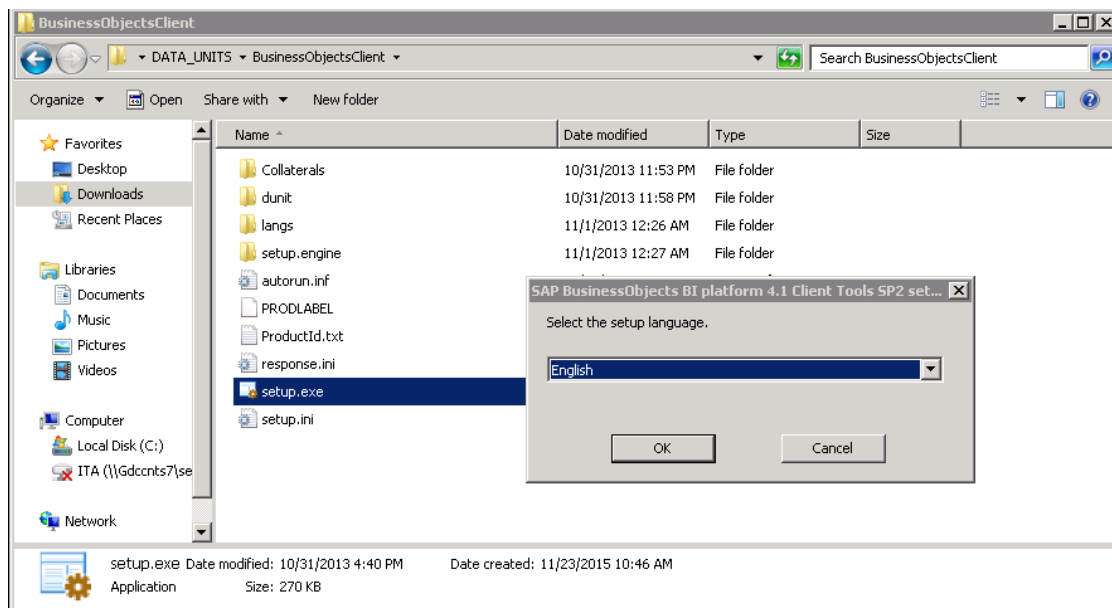 BusinessObjectsClient
DATA_UNITS BusinessObjectsClient
Search BusinessObjectsClient
Organize Open Share with New folder
Favorites
Desktop
Downloads
Recent Places
Libraries
Documents
Music
Pictures
Videos
Computer
Local Disk (C:)
ITA (\\Gdccnts7\se
Network
Name Date modified Type Size
Collaterals 10/31/2013 11:53 PM File folder
dunit 10/31/2013 11:58 PM File folder
langs 11/1/2013 12:26 AM File folder
setup.engine 11/1/2013 12:27 AM File folder
autorun.inf
PRODLABEL
ProductId.txt
response.ini
setup.exe
setup.ini
SAP BusinessObjects BI platform 4.1 Client Tools SP2 set...
Select the setup language.
English
OK Cancel
setup.exe Date modified: 10/31/2013 4:40 PM Date created: 11/23/2015 10:46 AM
Application Size: 270 KB